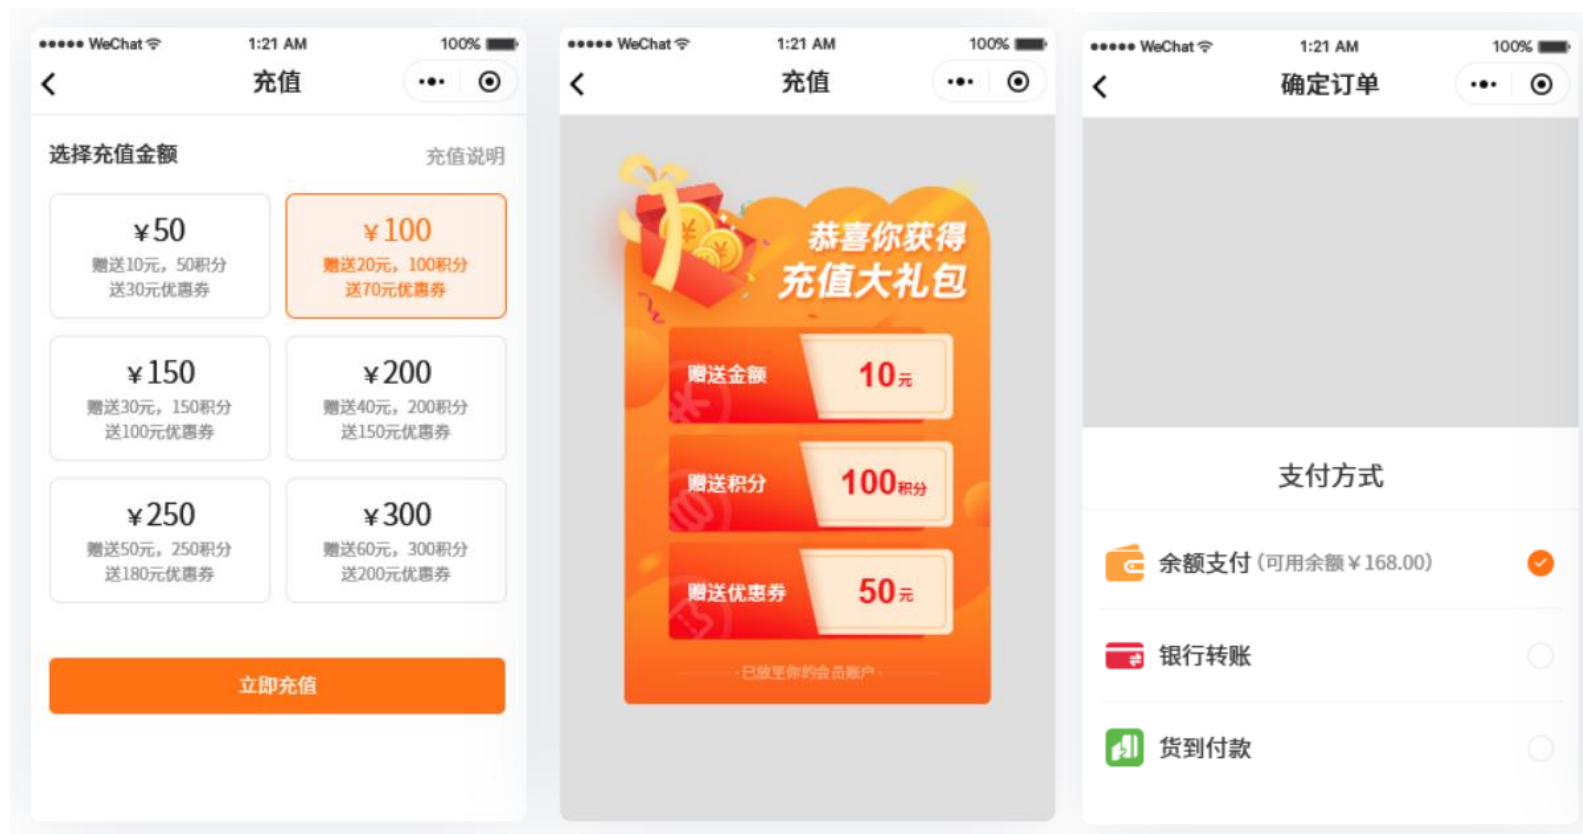 ●●●●● WeChat 1:21 AM 100%
充值
选择充值金额 充值说明
¥50
赠送10元，50积分
送30元优惠券
¥100
赠送20元，100积分
送70元优惠券
¥150
赠送30元，150积分
送100元优惠券
¥200
赠送40元，200积分
送150元优惠券
¥250
赠送50元，250积分
送180元优惠券
¥300
赠送60元，300积分
送200元优惠券
立即充值
●●●●● WeChat 1:21 AM 100%
充值
恭喜你获得
充值大礼包
赠送金额 10元
赠送积分 100积分
赠送优惠券 50元
·已放至你的会员账户·
●●●●● WeChat 1:21 AM 100%
确定订单
支付方式
余额支付(可用余额¥168.00)
银行转账
货到付款